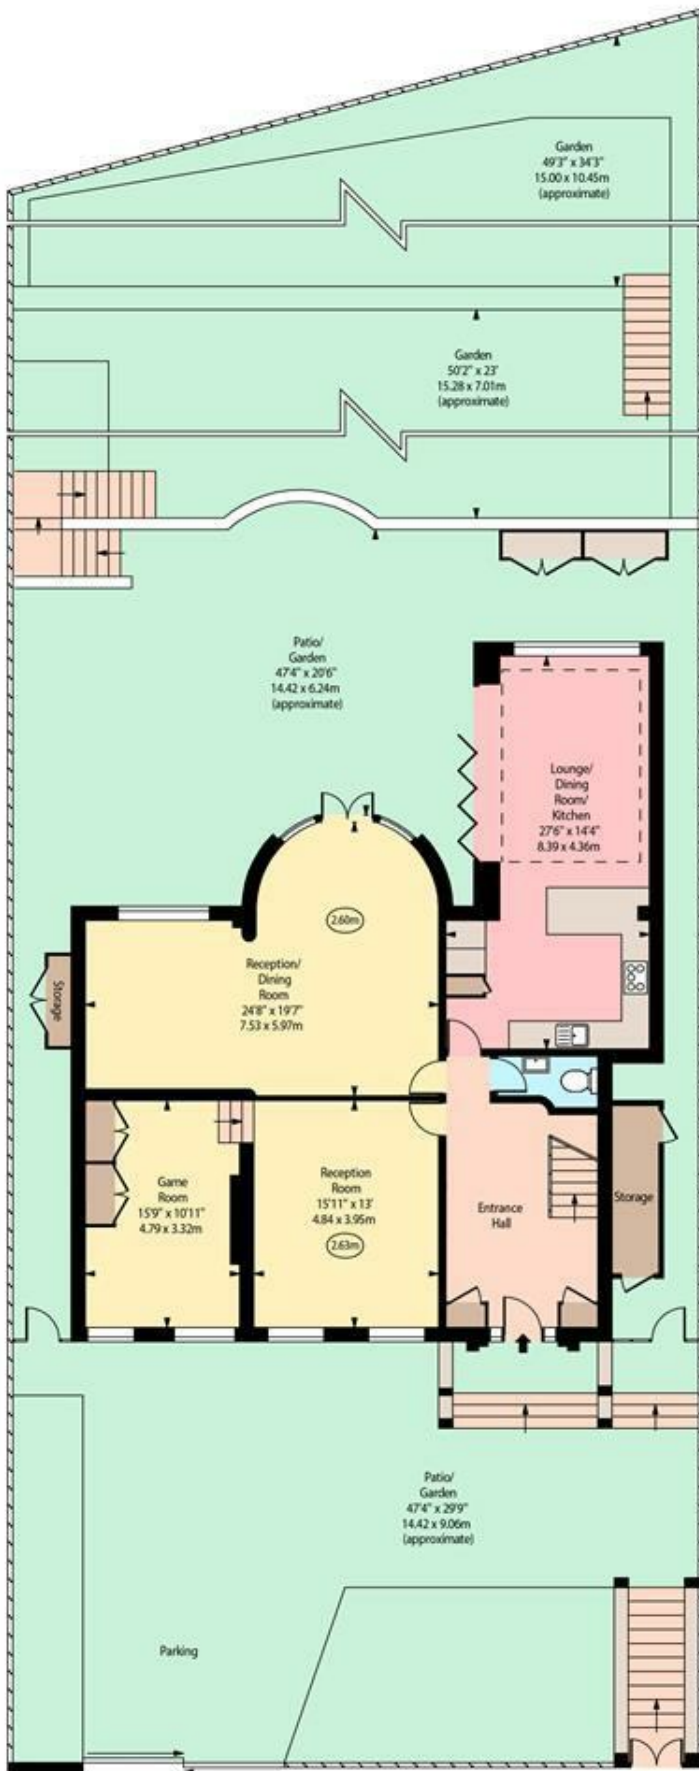 Garden
49'3" x 34'3"
15.00 x 10.45m
(approximate)
Garden
50'2" x 23'
15.28 x 7.01m
(approximate)
Patio/
Garden
47'4" x 20'6"
14.42 x 6.24m
(approximate)
Lounge/
Dining
Room/
Kitchen
27'6" x 14'4"
8.39 x 4.36m
2.60m
Reception/
Dining
Room
24'8" x 19'7"
7.53 x 5.97m
Storage
Game
Room
15'9" x 10'11"
4.79 x 3.32m
Reception
Room
15'11" x 13'
4.84 x 3.95m
2.63m
Entrance
Hall
Storage
Patio/
Garden
47'4" x 29'9"
14.42 x 9.06m
(approximate)
Parking